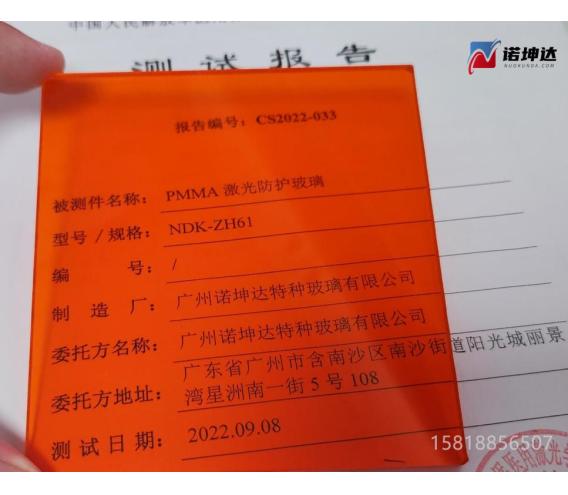 诺坤达
NUOKUNDA.COM
测试报告
报告编号：CS2022-033
被测件名称：PMMA 激光防护玻璃
型号／规格：NDK-ZH61
编 号：/
制 造 厂：广州诺坤达特种玻璃有限公司
委托方名称：广州诺坤达特种玻璃有限公司
广东省广州市含南沙区南沙街道阳光城丽景
委托方地址：湾星洲南一街 5 号 108
测试日期：2022.09.08
15818856507